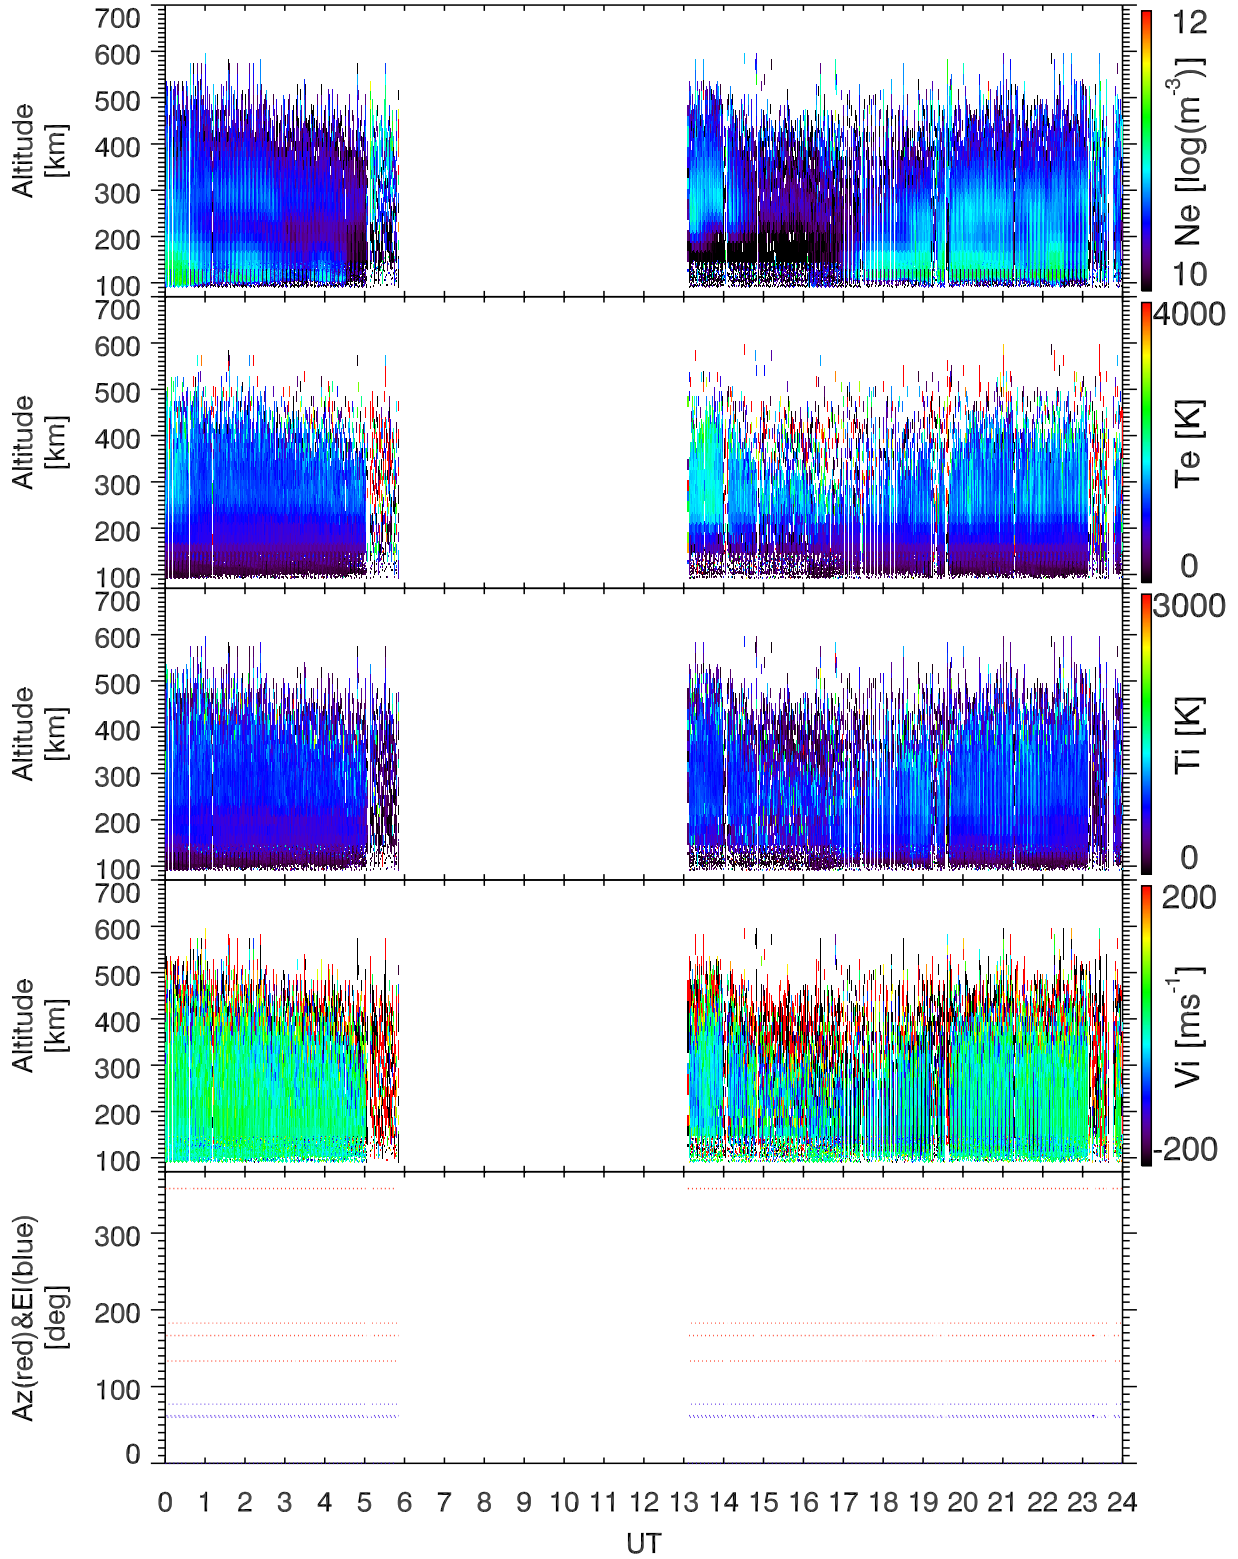 700
600
500
400
300
200
100
Altitude
[km]
12
10
Ne [log(m⁻³)]
700
600
500
400
300
200
100
Altitude
[km]
4000
0
Te [K]
700
600
500
400
300
200
100
Altitude
[km]
3000
0
Ti [K]
700
600
500
400
300
200
100
Altitude
[km]
200
-200
Vi [ms⁻¹]
300
200
100
0
Az(red)&El(blue)
[deg]
0 1 2 3 4 5 6 7 8 9 10 11 12 13 14 15 16 17 18 19 20 21 22 23 24
UT